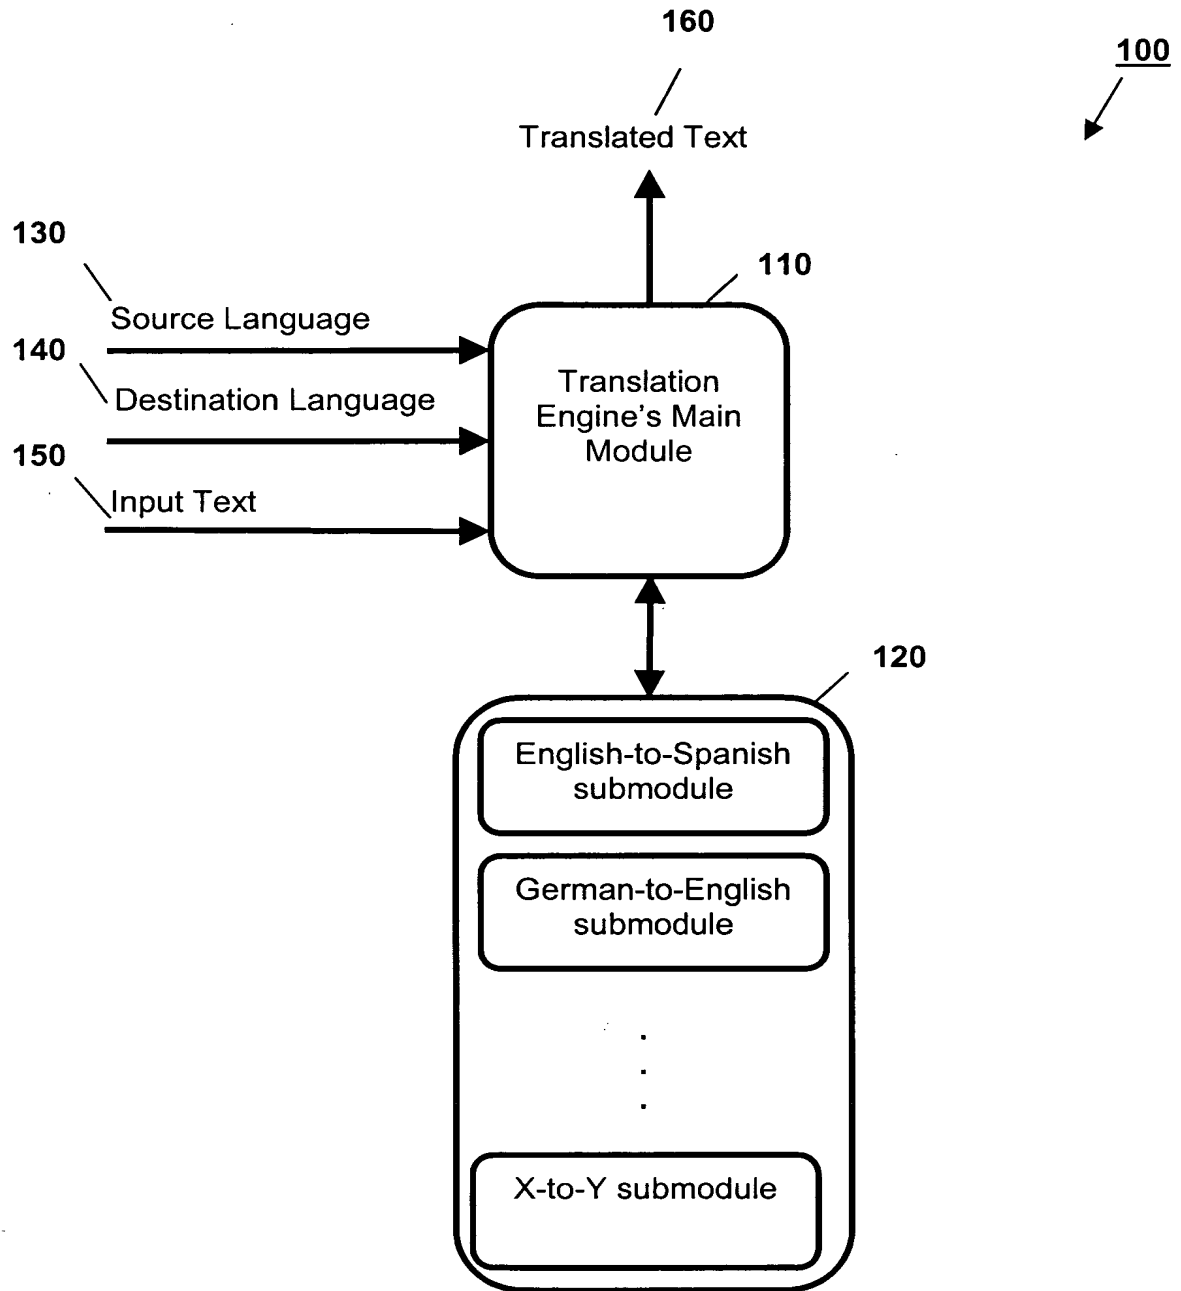 160
100
Translated Text
130
110
Source Language
140
Destination Language
150
Input Text
Translation
Engine's Main
Module
120
English-to-Spanish
submodule
German-to-English
submodule
.
.
.
X-to-Y submodule